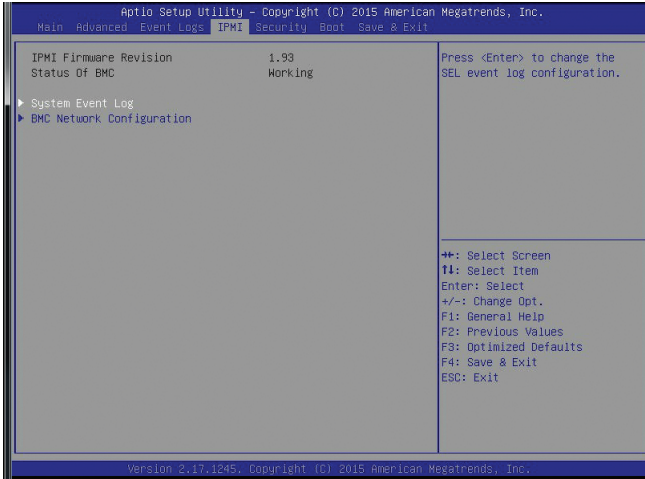 Aptio Setup Utility – Copyright (C) 2015 American Megatrends, Inc.
Main Advanced Event Logs IPMI Security Boot Save & Exit
IPMI Firmware Revision 1.93
Status Of BMC Working
▶ System Event Log
▶ BMC Network Configuration
Press <Enter> to change the
SEL event log configuration.
→←: Select Screen
↑↓: Select Item
Enter: Select
+/-: Change Opt.
F1: General Help
F2: Previous Values
F3: Optimized Defaults
F4: Save & Exit
ESC: Exit
Version 2.17.1245. Copyright (C) 2015 American Megatrends, Inc.